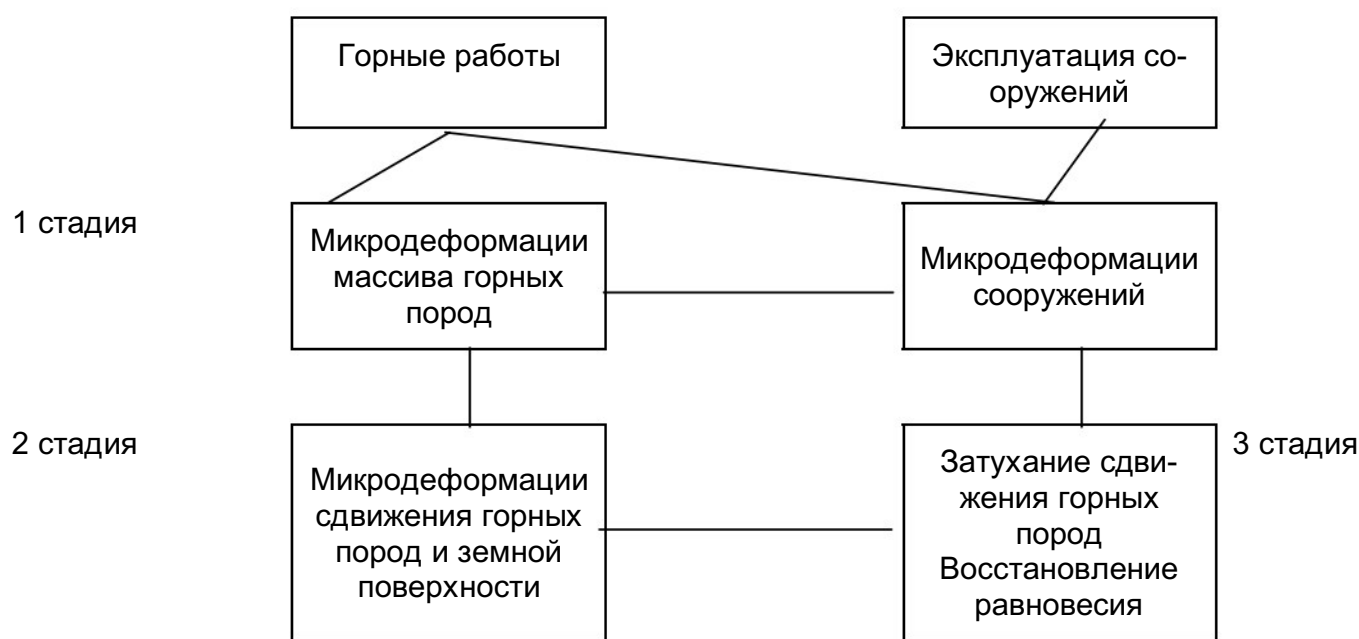 Горные работы
Эксплуатация со-
оружений
1 стадия
Микродеформации
массива горных
пород
Микродеформации
сооружений
2 стадия
Микродеформации
сдвижения горных
пород и земной
поверхности
Затухание сдви-
жения горных
пород
Восстановление
равновесия
3 стадия